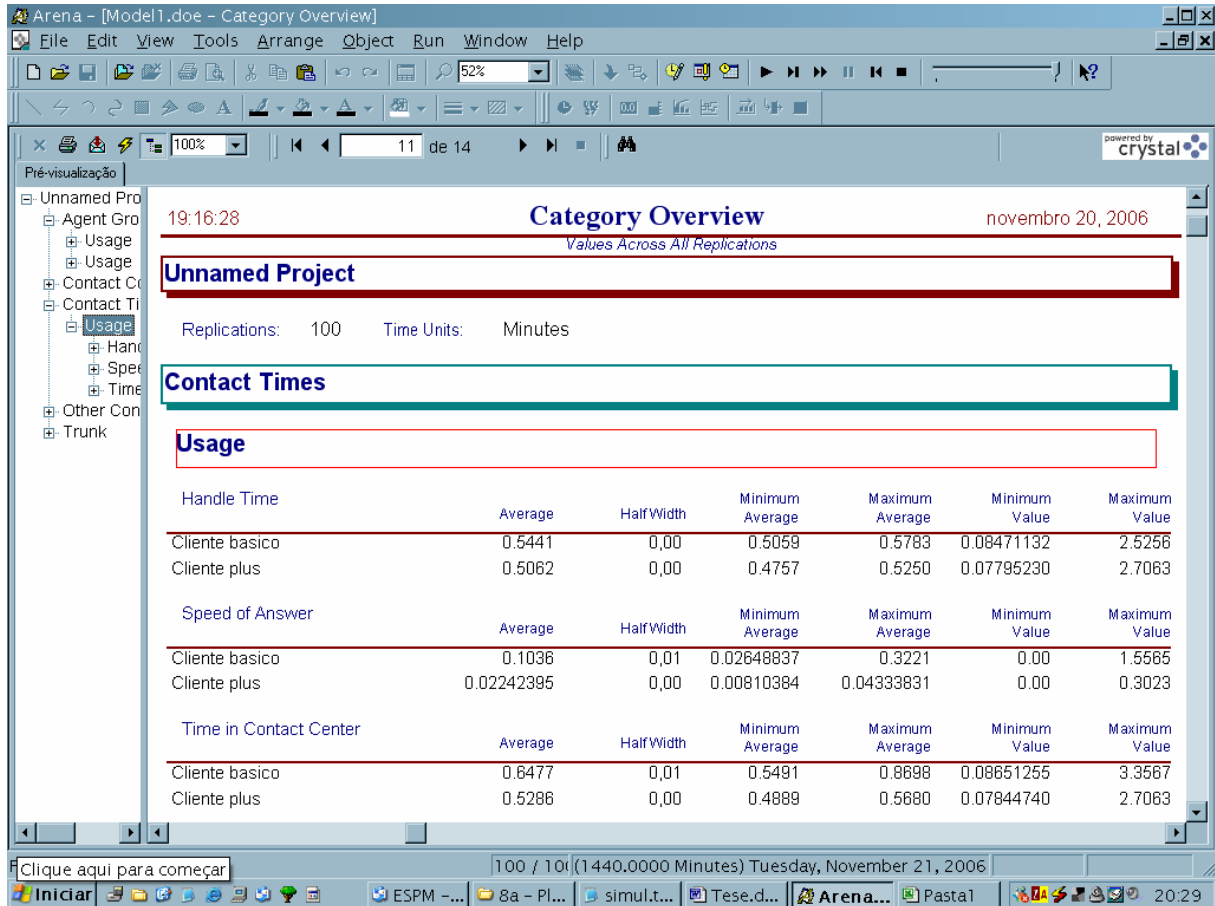 Arena - [Model1.doe - Category Overview]
File Edit View Tools Arrange Object Run Window Help
52%
100% 11 de 14 powered by crystal
Pré-visualização
Unnamed Pro
Agent Gro
Usage
Usage
Contact Co
Contact Ti
Usage
Hand
Spee
Time
Other Con
Trunk
19:16:28 Category Overview novembro 20, 2006
Values Across All Replications
Unnamed Project
Replications: 100 Time Units: Minutes
Contact Times
Usage
Handle Time Average Half Width Minimum Average Maximum Average Minimum Value Maximum Value
Cliente basico 0.5441 0,00 0.5059 0.5783 0.08471132 2.5256
Cliente plus 0.5062 0,00 0.4757 0.5250 0.07795230 2.7063
Speed of Answer Average Half Width Minimum Average Maximum Average Minimum Value Maximum Value
Cliente basico 0.1036 0,01 0.02648837 0.3221 0.00 1.5565
Cliente plus 0.02242395 0,00 0.00810384 0.04333831 0.00 0.3023
Time in Contact Center Average Half Width Minimum Average Maximum Average Minimum Value Maximum Value
Cliente basico 0.6477 0,01 0.5491 0.8698 0.08651255 3.3567
Cliente plus 0.5286 0,00 0.4889 0.5680 0.07844740 2.7063
Clique aqui para começar 100 / 100 (1440.0000 Minutes) Tuesday, November 21, 2006
Iniciar ESPM -... 8a - Pl... simul.t... Tese.d... Arena... Pasta1 20:29